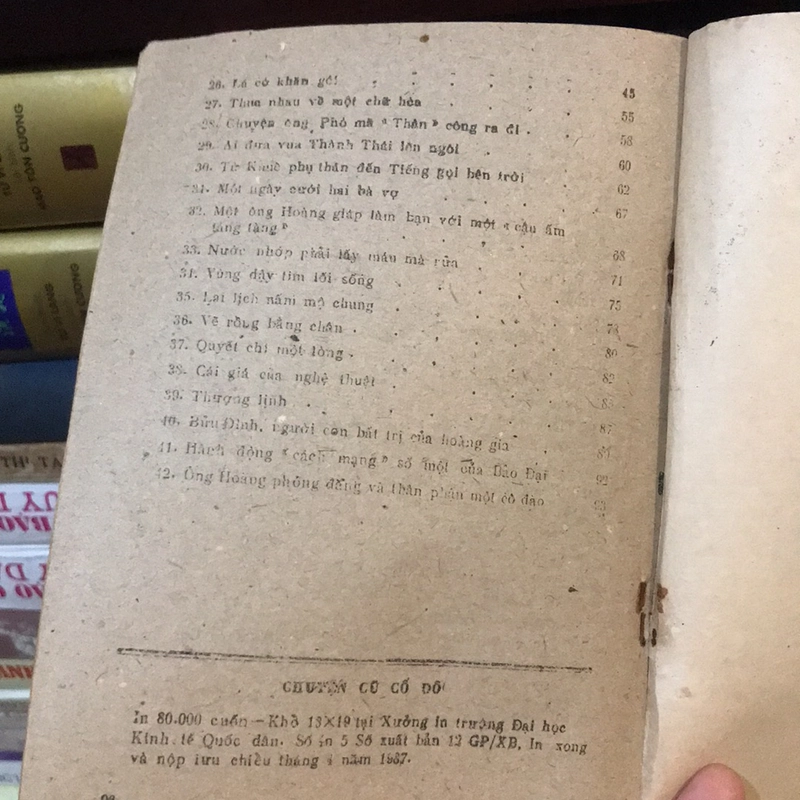 26. Lá cờ khăn gói 45
27. Thua nhau về một chữ hòa 55
28. Chuyện ông Phò mã « Thân » công ra đi 58
29. Ai đưa vua Thành Thái lên ngôi 60
30. Từ Khuê phụ thán đến Tiếng gọi bên trời 62
31. Một ngày cưới hai bà vợ 67
32. Một ông Hoàng giáp làm bạn với một « cậu ấm
tàng tàng » 68
33. Nước nhớp phải lấy máu mà rửa 71
34. Vùng dậy tìm lối sống 75
35. Lai lịch nấm mộ chung 78
36. Vẽ rồng bằng chân 80
37. Quyết chí một lòng 82
38. Cái giá của nghệ thuật
39. Thượng lịnh 87
40. Bửu Đình, người con bất trị của hoàng gia
41. Hành động « cách mạng » số một của Bảo Đại 92
42. Ông Hoàng phóng đãng và thân phận một cô đào 93
CHUYỆN CŨ CỐ ĐÔ
In 80.000 cuốn – Khổ 13×19 tại Xưởng in trường Đại học
Kinh tế Quốc dân. Số in 5 Số xuất bản 12 GP/XB. In xong
và nộp lưu chiểu tháng năm 1987.
TÔN CƯƠNG